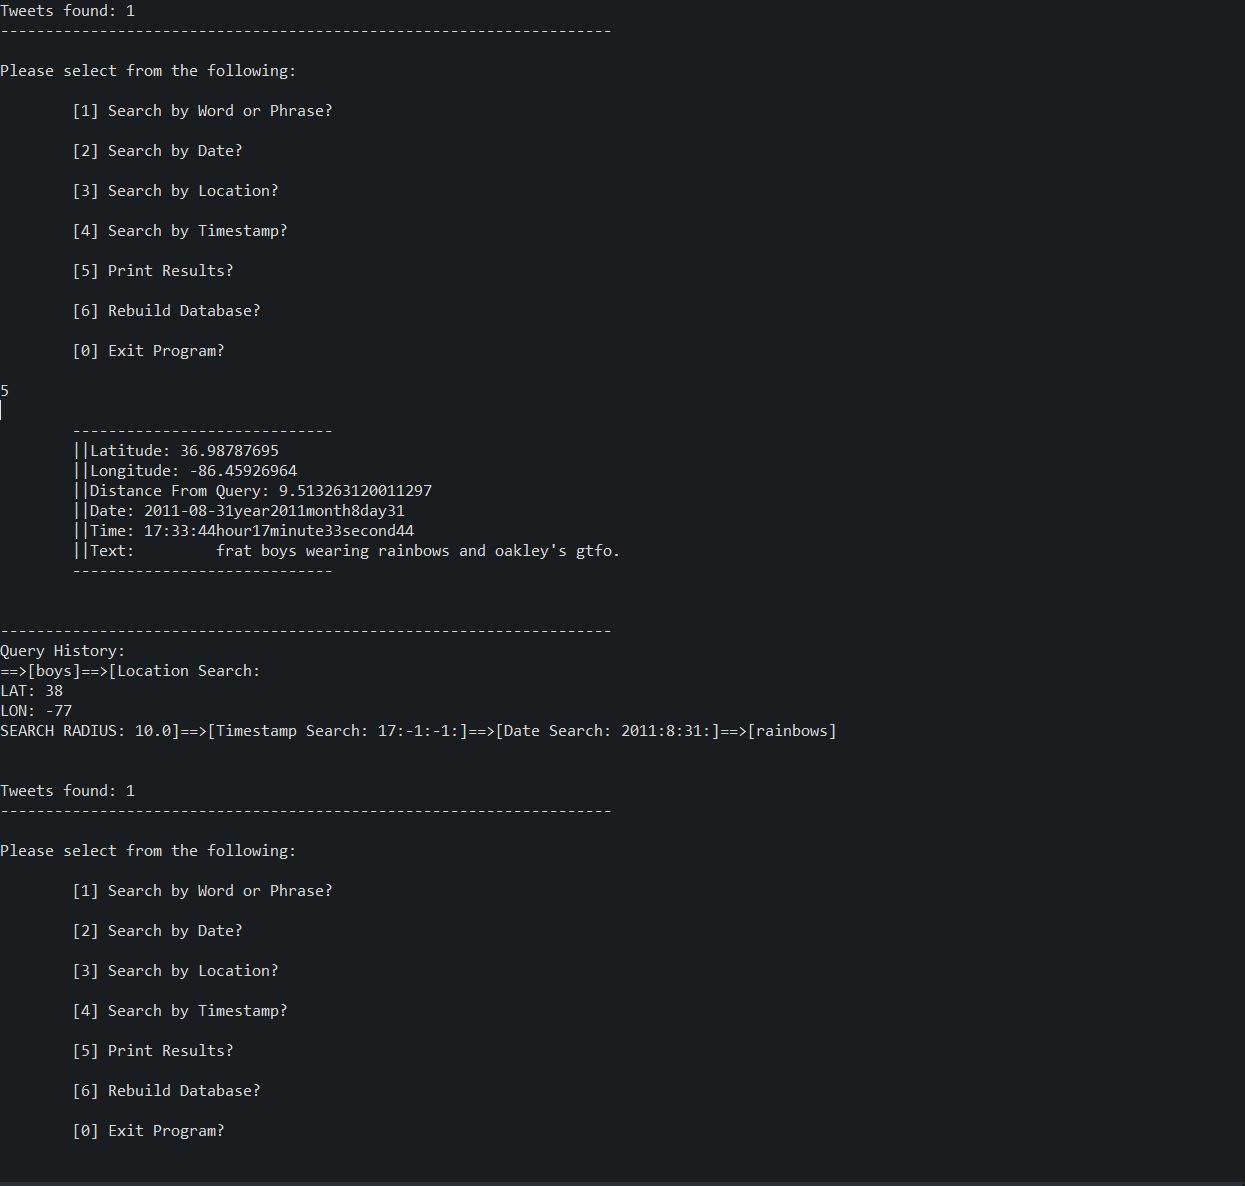 Tweets found: 1
--------------------------------------------------------------------
Please select from the following:
[1] Search by Word or Phrase?
[2] Search by Date?
[3] Search by Location?
[4] Search by Timestamp?
[5] Print Results?
[6] Rebuild Database?
[0] Exit Program?
5
-----------------------------
||Latitude: 36.98787695
||Longitude: -86.45926964
||Distance From Query: 9.513263120011297
||Date: 2011-08-31year2011month8day31
||Time: 17:33:44hour17minute33second44
||Text:         frat boys wearing rainbows and oakley's gtfo.
-----------------------------
--------------------------------------------------------------------
Query History:
==>[boys]==>[Location Search:
LAT: 38
LON: -77
SEARCH RADIUS: 10.0]==>[Timestamp Search: 17:-1:-1:]==>[Date Search: 2011:8:31:]==>[rainbows]
Tweets found: 1
--------------------------------------------------------------------
Please select from the following:
[1] Search by Word or Phrase?
[2] Search by Date?
[3] Search by Location?
[4] Search by Timestamp?
[5] Print Results?
[6] Rebuild Database?
[0] Exit Program?